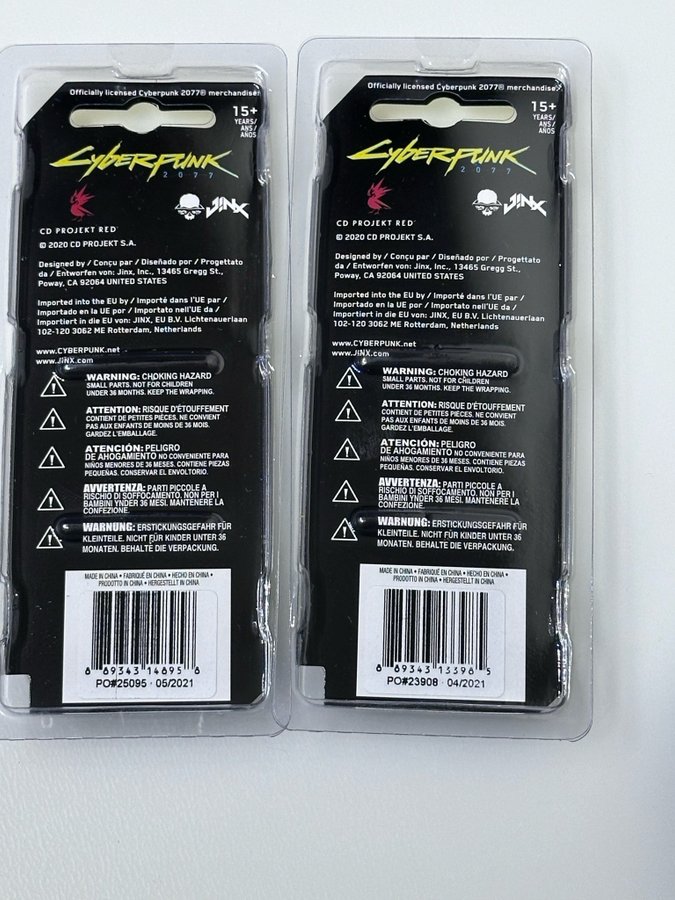 Officially licensed Cyberpunk 2077® merchandise.
15+
YEARS/
ANS/
AÑOS
CYBERPUNK
2077
CD PROJEKT RED
JINX
© 2020 CD PROJEKT S.A.
Designed by / Conçu par / Diseñado por / Progettato
da / Entworfen von: Jinx, Inc., 13465 Gregg St.,
Poway, CA 92064 UNITED STATES
Imported into the EU by / Importé dans l'UE par /
Importado en la UE por / Importato nell'UE da /
Importiert in die EU von: JINX, EU B.V. Lichtenauerlaan
102-120 3062 ME Rotterdam, Netherlands
www.CYBERPUNK.net
www.JINX.com
WARNING: CHOKING HAZARD
SMALL PARTS. NOT FOR CHILDREN
UNDER 36 MONTHS. KEEP THE WRAPPING.
ATTENTION: RISQUE D'ÉTOUFFEMENT
CONTIENT DE PETITES PIÈCES. NE CONVIENT
PAS AUX ENFANTS DE MOINS DE 36 MOIS.
GARDEZ L'EMBALLAGE.
ATENCIÓN: PELIGRO
DE AHOGAMIENTO NO CONVENIENTE PARA
NIÑOS MENORES DE 36 MESES. CONTIENE PIEZAS
PEQUEÑAS. CONSERVAR EL ENVOLTORIO.
AVVERTENZA: PARTI PICCOLE A
RISCHIO DI SOFFOCAMENTO. NON PER I
BAMBINI YNDER 36 MESI. MANTENERE LA
CONFEZIONE.
WARNUNG: ERSTICKUNGSGEFAHR FÜR
KLEINTEILE. NICHT FÜR KINDER UNTER 36
MONATEN. BEHALTE DIE VERPACKUNG.
MADE IN CHINA • FABRIQUÉ EN CHINA • HECHO EN CHINA •
PRODOTTO IN CHINA • HERGESTELLT IN CHINA
8 89343 14695 8
PO#25095 · 05/2021
Officially licensed Cyberpunk 2077® merchandise.
15+
YEARS/
ANS/
AÑOS
CYBERPUNK
2077
CD PROJEKT RED
JINX
© 2020 CD PROJEKT S.A.
Designed by / Conçu par / Diseñado por / Progettato
da / Entworfen von: Jinx, Inc., 13465 Gregg St.,
Poway, CA 92064 UNITED STATES
Imported into the EU by / Importé dans l'UE par /
Importado en la UE por / Importato nell'UE da /
Importiert in die EU von: JINX, EU B.V. Lichtenauerlaan
102-120 3062 ME Rotterdam, Netherlands
www.CYBERPUNK.net
www.JINX.com
WARNING: CHOKING HAZARD
SMALL PARTS. NOT FOR CHILDREN
UNDER 36 MONTHS. KEEP THE WRAPPING.
ATTENTION: RISQUE D'ÉTOUFFEMENT
CONTIENT DE PETITES PIÈCES. NE CONVIENT
PAS AUX ENFANTS DE MOINS DE 36 MOIS.
GARDEZ L'EMBALLAGE.
ATENCIÓN: PELIGRO
DE AHOGAMIENTO NO CONVENIENTE PARA
NIÑOS MENORES DE 36 MESES. CONTIENE PIEZAS
PEQUEÑAS. CONSERVAR EL ENVOLTORIO.
AVVERTENZA: PARTI PICCOLE A
RISCHIO DI SOFFOCAMENTO. NON PER I
BAMBINI YNDER 36 MESI. MANTENERE LA
CONFEZIONE.
WARNUNG: ERSTICKUNGSGEFAHR FÜR
KLEINTEILE. NICHT FÜR KINDER UNTER 36
MONATEN. BEHALTE DIE VERPACKUNG.
MADE IN CHINA • FABRIQUÉ EN CHINA • HECHO EN CHINA •
PRODOTTO IN CHINA • HERGESTELLT IN CHINA
8 89343 13396 5
PO#23908 · 04/2021